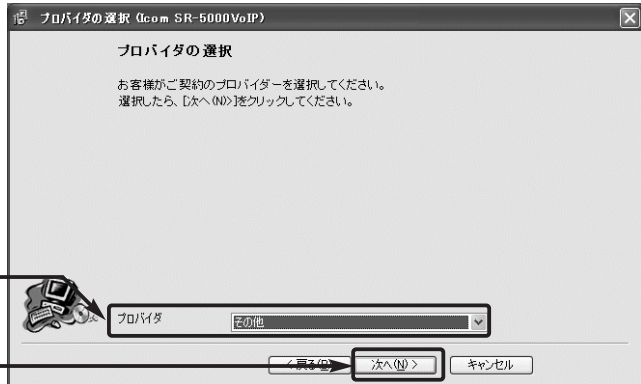 プロバイダの選択 (Icom SR-5000VoIP)
プロバイダの選択
お客様がご契約のプロバイダーを選択してください。
選択したら、[次へ(N)>]をクリックしてください。
プロバイダ
その他
< 戻る(B)
次へ(N) >
キャンセル